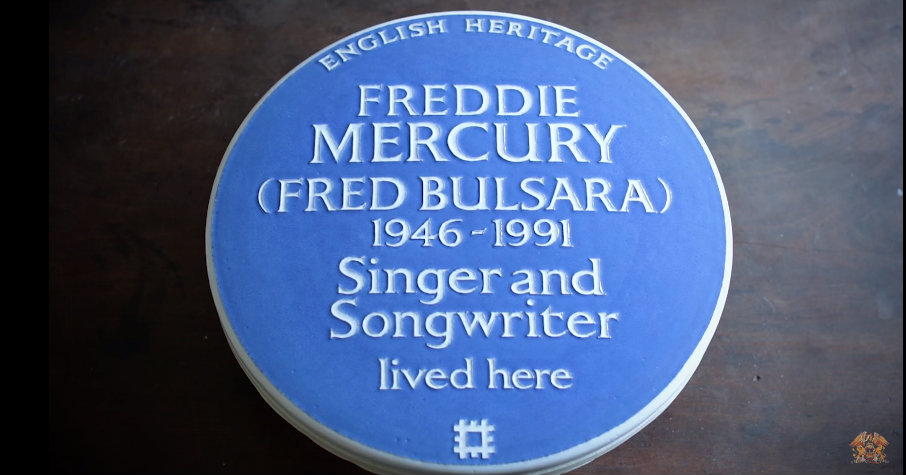 ENGLISH HERITAGE
FREDDIE
MERCURY
(FRED BULSARA)
1946-1991
Singer and
Songwriter
lived here